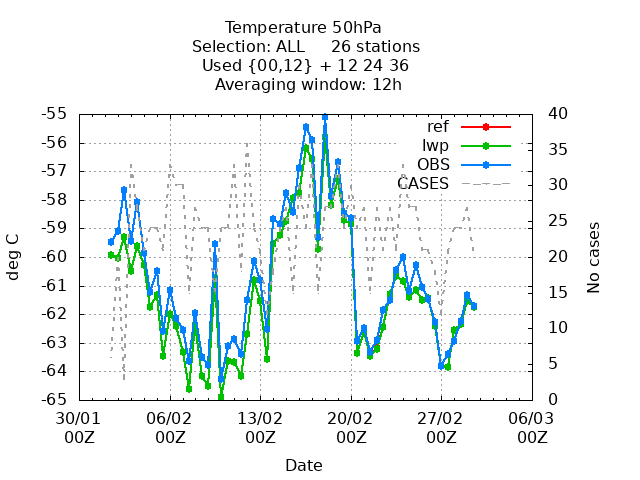 Temperature 50hPa
Selection: ALL 26 stations
Used {00,12} + 12 24 36
Averaging window: 12h
ref
lwp
OBS
CASES
-55
-56
-57
-58
-59
-60
-61
-62
-63
-64
-65
deg C
40
35
30
25
20
15
10
5
0
No cases
30/01 06/02 13/02 20/02 27/02 06/03
00Z 00Z 00Z 00Z 00Z 00Z
Date